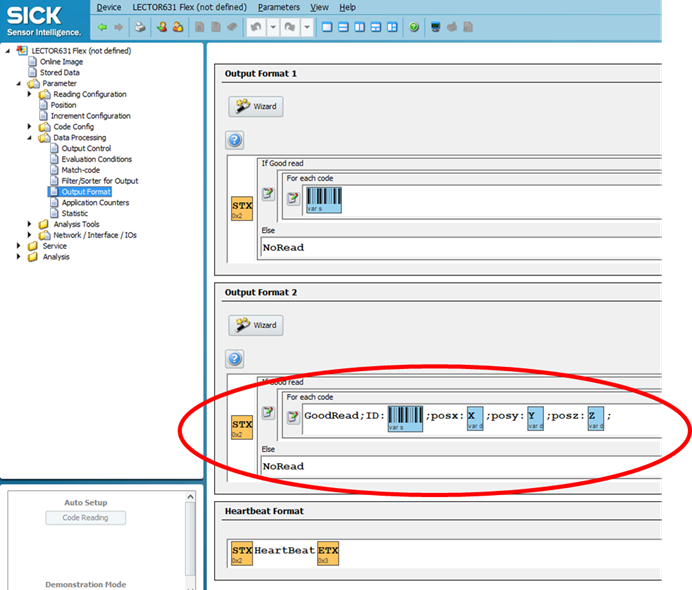 SICK
Sensor Intelligence.
Device LECTOR631 Flex (not defined) Parameters View Help
LECTOR631 Flex (not defined)
Online Image
Stored Data
Parameter
Reading Configuration
Position
Increment Configuration
Code Config
Data Processing
Output Control
Evaluation Conditions
Match-code
Filter/Sorter for Output
Output Format
Application Counters
Statistic
Analysis Tools
Network / Interface / IOs
Service
Analysis
Auto Setup
Code Reading
Demonstration Mode
Output Format 1
Wizard
If Good read
For each code
STX
0x2
var s
Else
NoRead
Output Format 2
Wizard
If Good read
For each code
STX
0x2
GoodRead;ID: ;posx:X ;posy:Y ;posz:Z ;
var s var d var d var d
Else
NoRead
Heartbeat Format
STX HeartBeat ETX
0x2 0x3